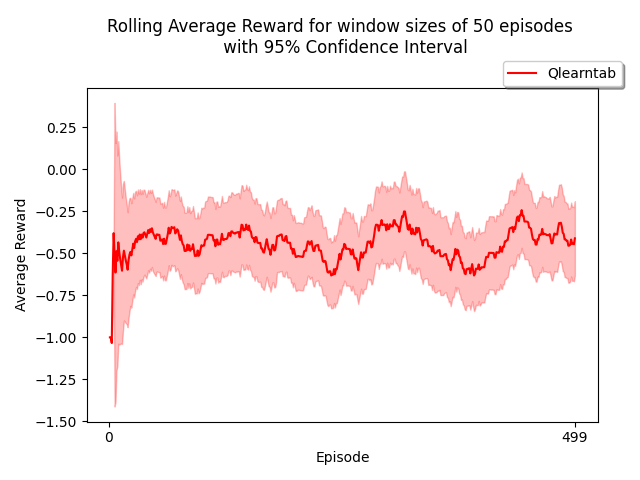 Rolling Average Reward for window sizes of 50 episodes
with 95% Confidence Interval
Qlearntab
0.25
0.00
−0.25
−0.50
−0.75
−1.00
−1.25
−1.50
Average Reward
0
499
Episode